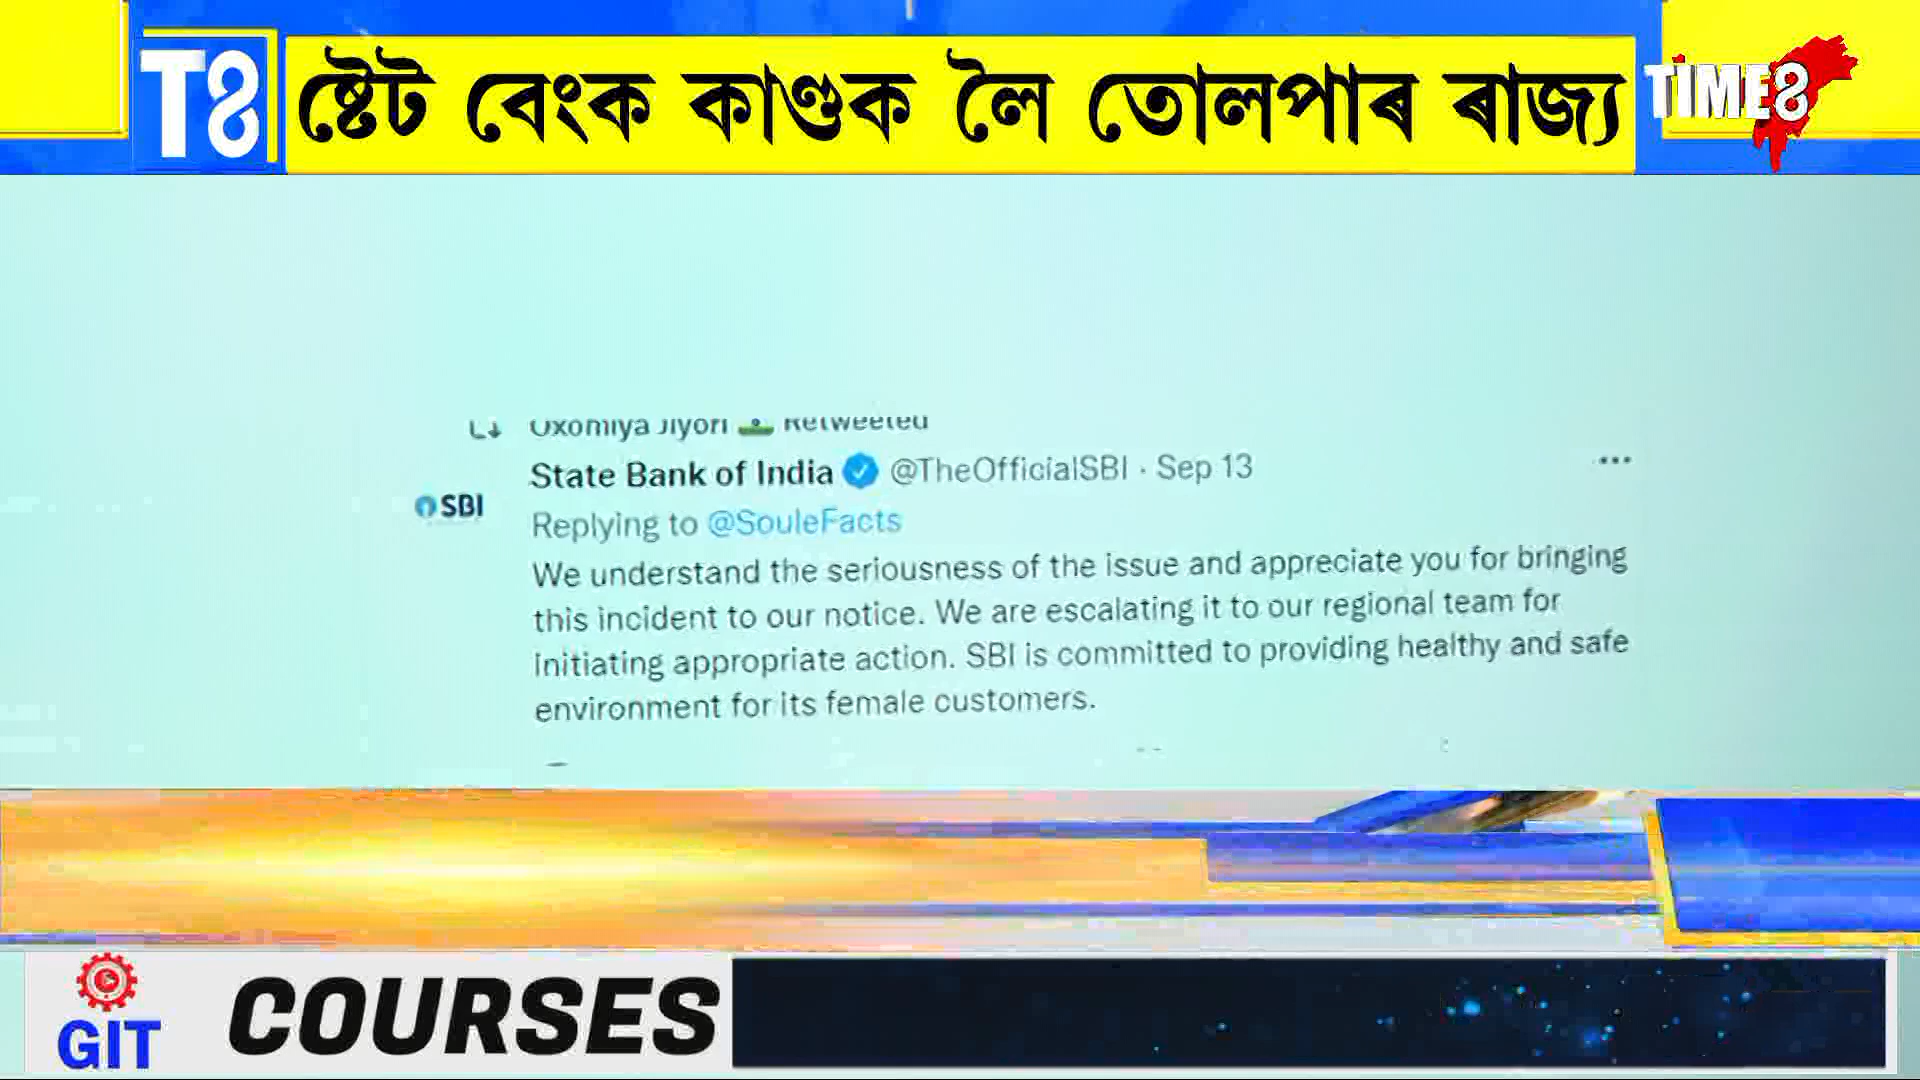 T8
ষ্টেট বেংক কাণ্ডক লৈ তোলপাৰ ৰাজ্য
TIME8
Oxomiya Jiyori Retweeted
State Bank of India @TheOfficialSBI · Sep 13
SBI
Replying to @SouleFacts
We understand the seriousness of the issue and appreciate you for bringing
this incident to our notice. We are escalating it to our regional team for
initiating appropriate action. SBI is committed to providing healthy and safe
environment for its female customers.
GIT
COURSES